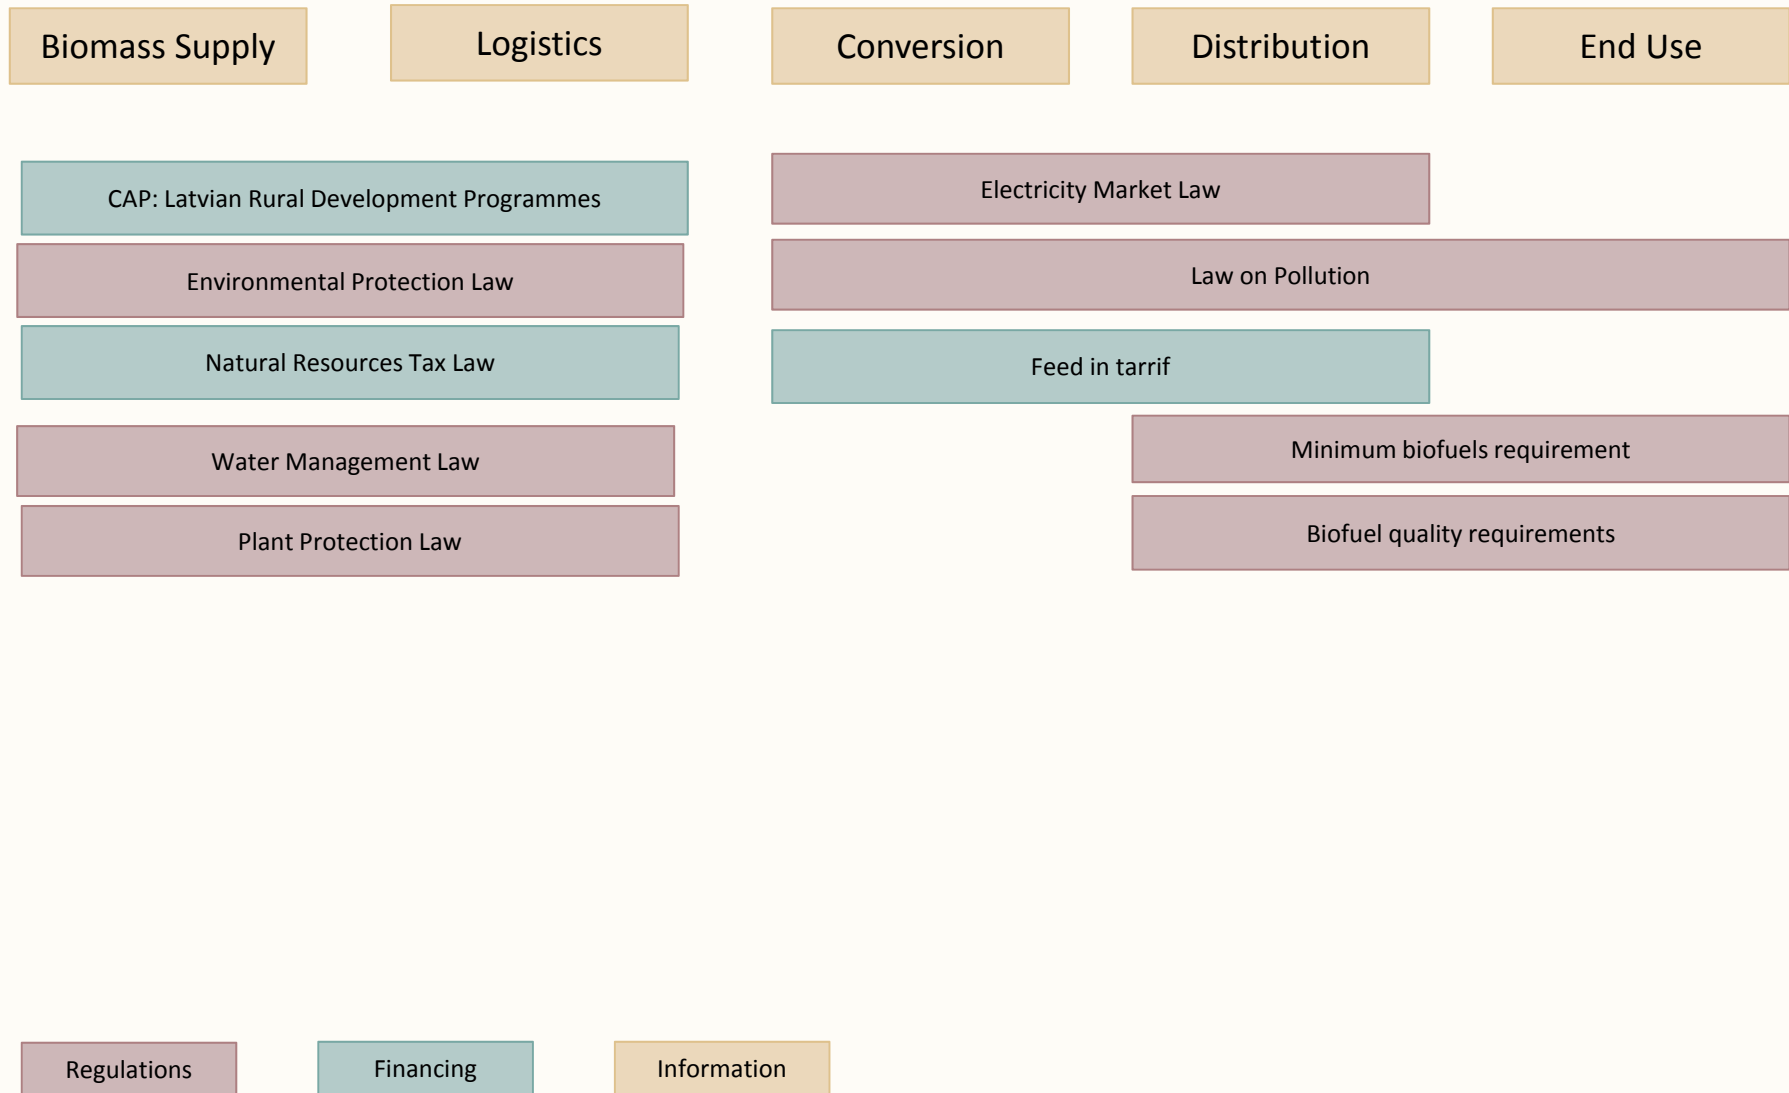 Biomass Supply
Logistics
Conversion
Distribution
End Use
CAP: Latvian Rural Development Programmes
Environmental Protection Law
Natural Resources Tax Law
Water Management Law
Plant Protection Law
Electricity Market Law
Law on Pollution
Feed in tarrif
Minimum biofuels requirement
Biofuel quality requirements
Regulations
Financing
Information